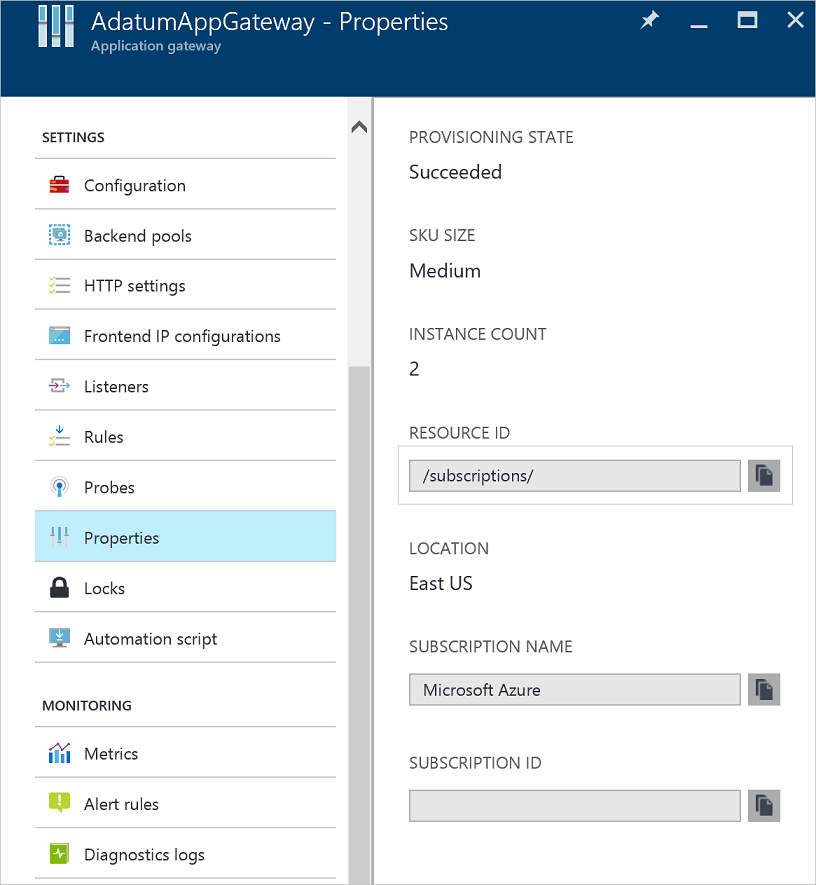 AdatumAppGateway - Properties
Application gateway
SETTINGS
Configuration
Backend pools
HTTP settings
Frontend IP configurations
Listeners
Rules
Probes
Properties
Locks
Automation script
MONITORING
Metrics
Alert rules
Diagnostics logs
PROVISIONING STATE
Succeeded
SKU SIZE
Medium
INSTANCE COUNT
2
RESOURCE ID
/subscriptions/
LOCATION
East US
SUBSCRIPTION NAME
Microsoft Azure
SUBSCRIPTION ID